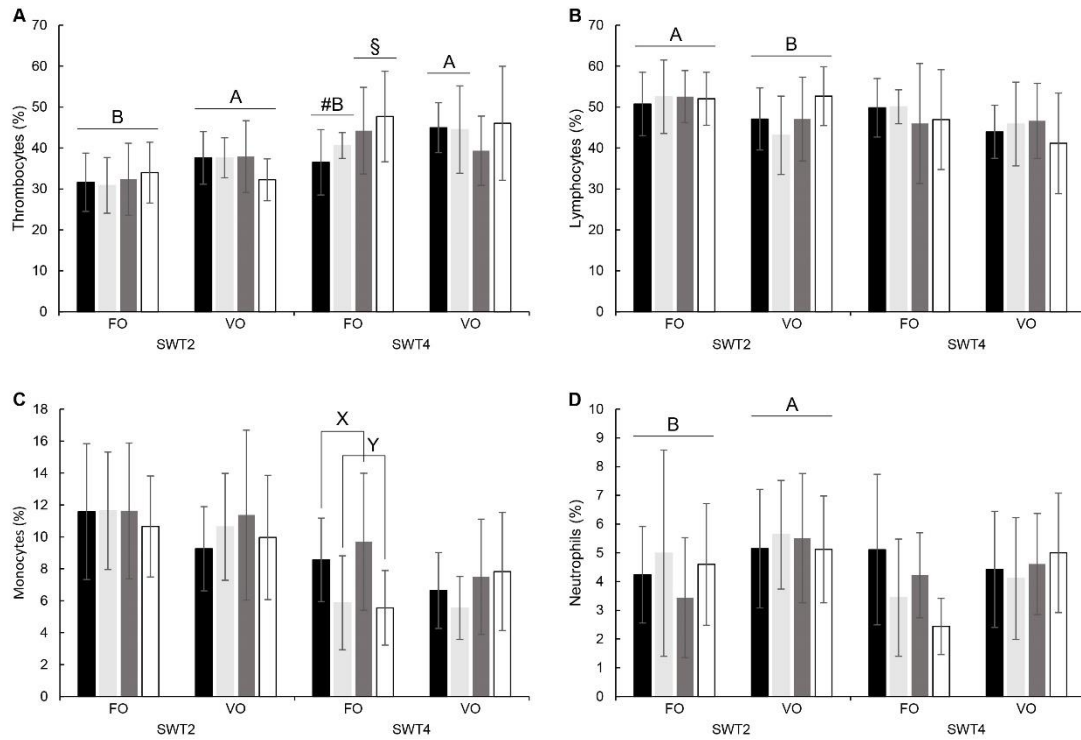 A
Thrombocytes (%)
70
60
50
40
30
20
10
0
B
A
#B
§
A
FO
VO
FO
VO
SWT2
SWT4
B
Lymphocytes (%)
70
60
50
40
30
20
10
0
A
B
FO
VO
FO
VO
SWT2
SWT4
C
Monocytes (%)
18
16
14
12
10
8
6
4
2
0
X
Y
FO
VO
FO
VO
SWT2
SWT4
D
Neutrophils (%)
10
9
8
7
6
5
4
3
2
1
0
B
A
FO
VO
FO
VO
SWT2
SWT4